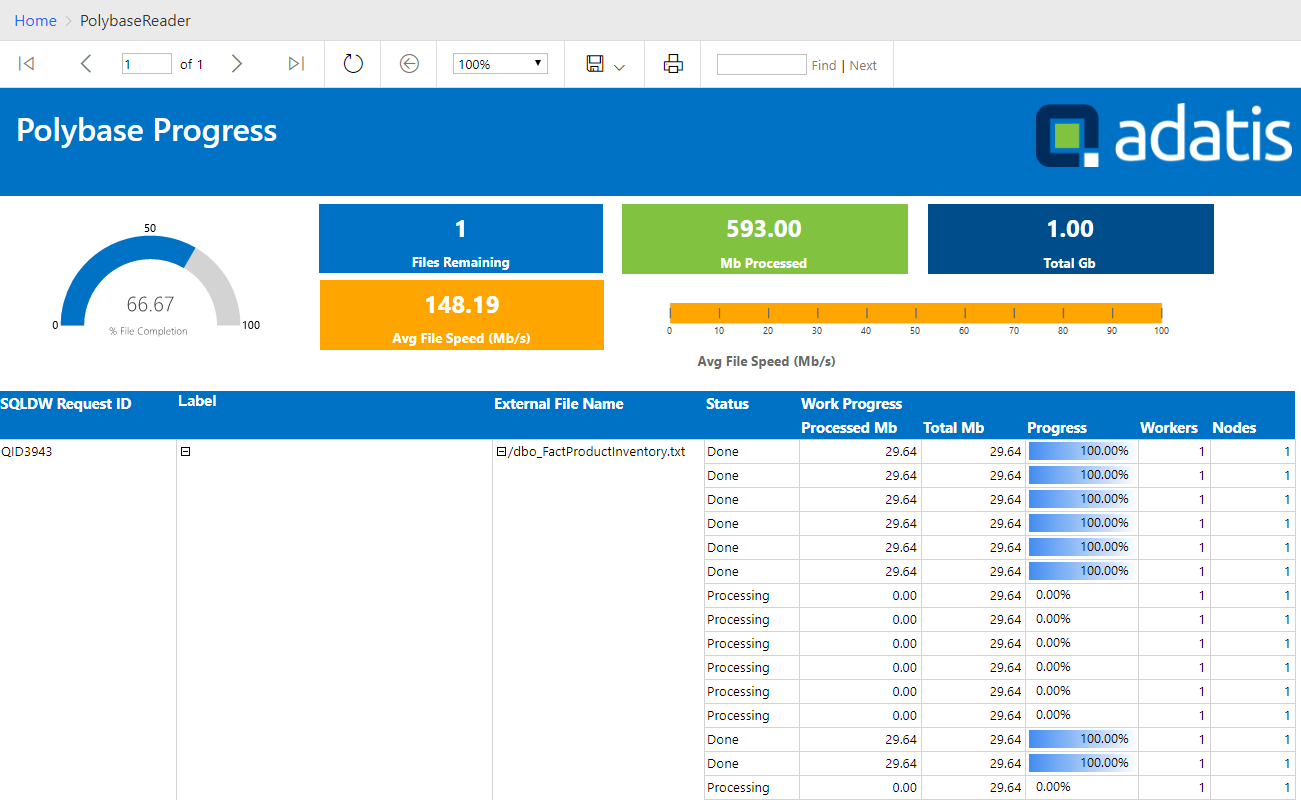 Home > PolybaseReader
1 of 1 100% Find | Next
Polybase Progress
adatis
50
0
100
66.67
% File Completion
1
Files Remaining
593.00
Mb Processed
1.00
Total Gb
148.19
Avg File Speed (Mb/s)
0 10 20 30 40 50 60 70 80 90 100
Avg File Speed (Mb/s)
SQLDW Request ID Label External File Name Status Work Progress
Processed Mb Total Mb Progress Workers Nodes
QID3943 /dbo_FactProductInventory.txt Done 29.64 29.64 100.00% 1 1
Done 29.64 29.64 100.00% 1 1
Done 29.64 29.64 100.00% 1 1
Done 29.64 29.64 100.00% 1 1
Done 29.64 29.64 100.00% 1 1
Done 29.64 29.64 100.00% 1 1
Processing 0.00 29.64 0.00% 1 1
Processing 0.00 29.64 0.00% 1 1
Processing 0.00 29.64 0.00% 1 1
Processing 0.00 29.64 0.00% 1 1
Processing 0.00 29.64 0.00% 1 1
Processing 0.00 29.64 0.00% 1 1
Done 29.64 29.64 100.00% 1 1
Done 29.64 29.64 100.00% 1 1
Processing 0.00 29.64 0.00% 1 1